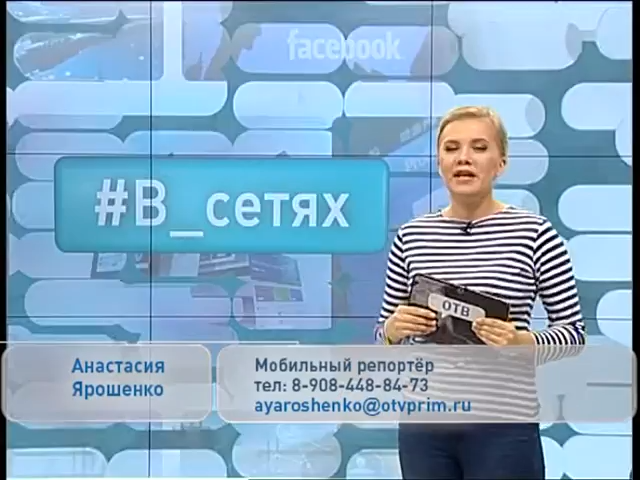 facebook
#В_сетях
ОТВ
Анастасия
Ярошенко
Мобильный репортёр
тел: 8-908-448-84-73
ayaroshenko@otvprim.ru